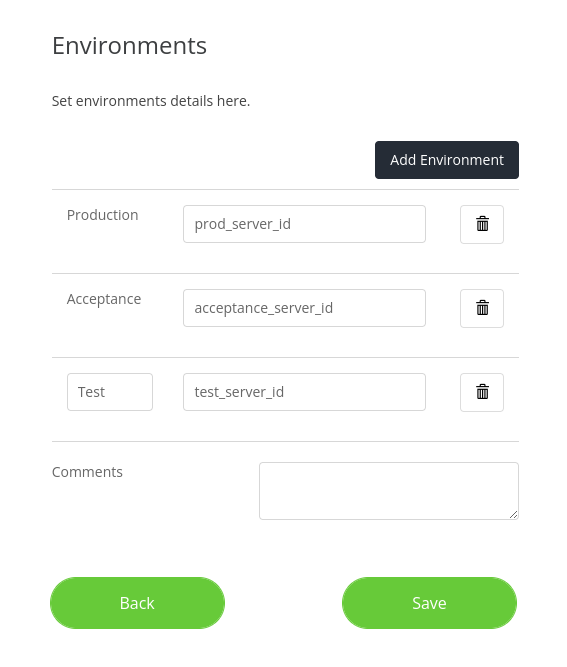 Environments
Set environments details here.
Add Environment
Production
prod_server_id
Acceptance
acceptance_server_id
Test
test_server_id
Comments
Back
Save